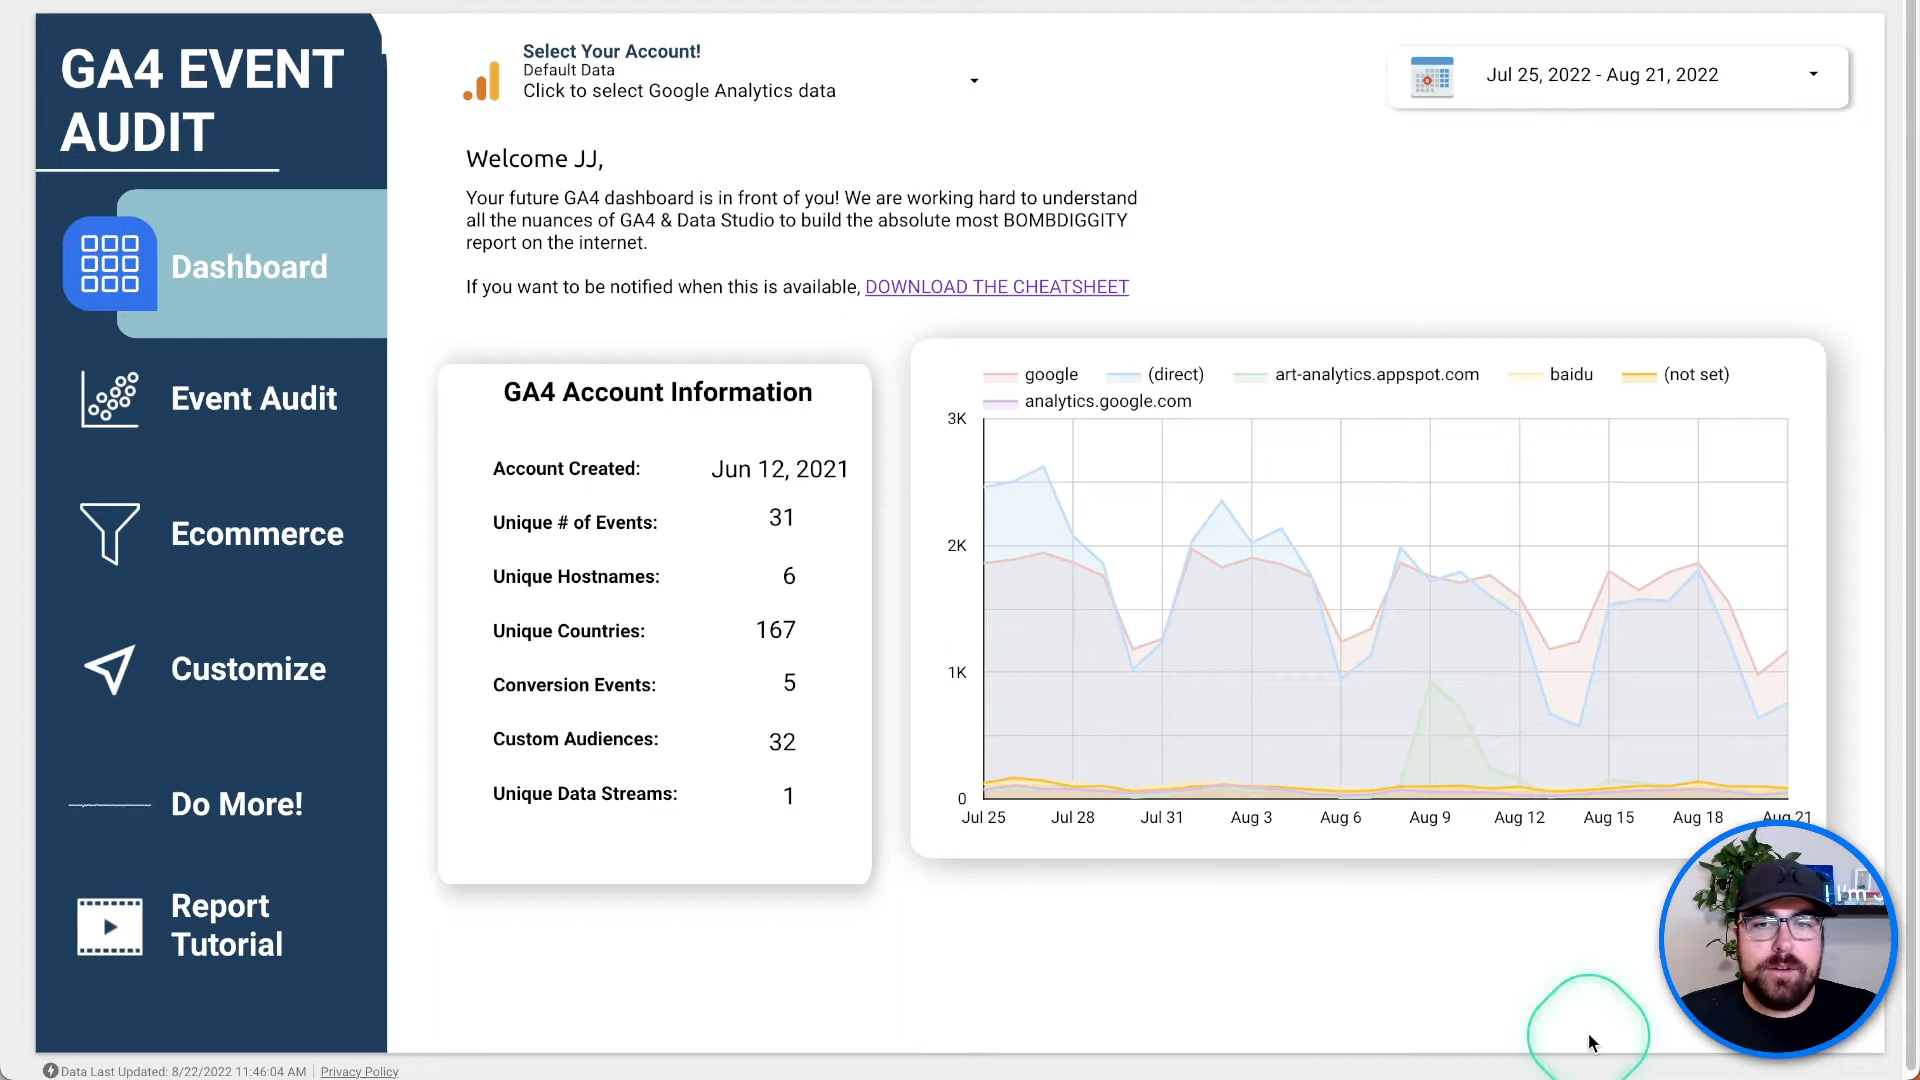 GA4 EVENT
AUDIT
Dashboard
Event Audit
Ecommerce
Customize
Do More!
Report
Tutorial
Select Your Account!
Default Data
Click to select Google Analytics data
Jul 25, 2022 - Aug 21, 2022
Welcome JJ,
Your future GA4 dashboard is in front of you! We are working hard to understand
all the nuances of GA4 & Data Studio to build the absolute most BOMBDIGGITY
report on the internet.
If you want to be notified when this is available, DOWNLOAD THE CHEATSHEET
GA4 Account Information
Account Created: Jun 12, 2021
Unique # of Events: 31
Unique Hostnames: 6
Unique Countries: 167
Conversion Events: 5
Custom Audiences: 32
Unique Data Streams: 1
google (direct) art-analytics.appspot.com baidu (not set)
analytics.google.com
3K
2K
1K
0
Jul 25 Jul 28 Jul 31 Aug 3 Aug 6 Aug 9 Aug 12 Aug 15 Aug 18 Aug 21
Data Last Updated: 8/22/2022 11:46:04 AM Privacy Policy